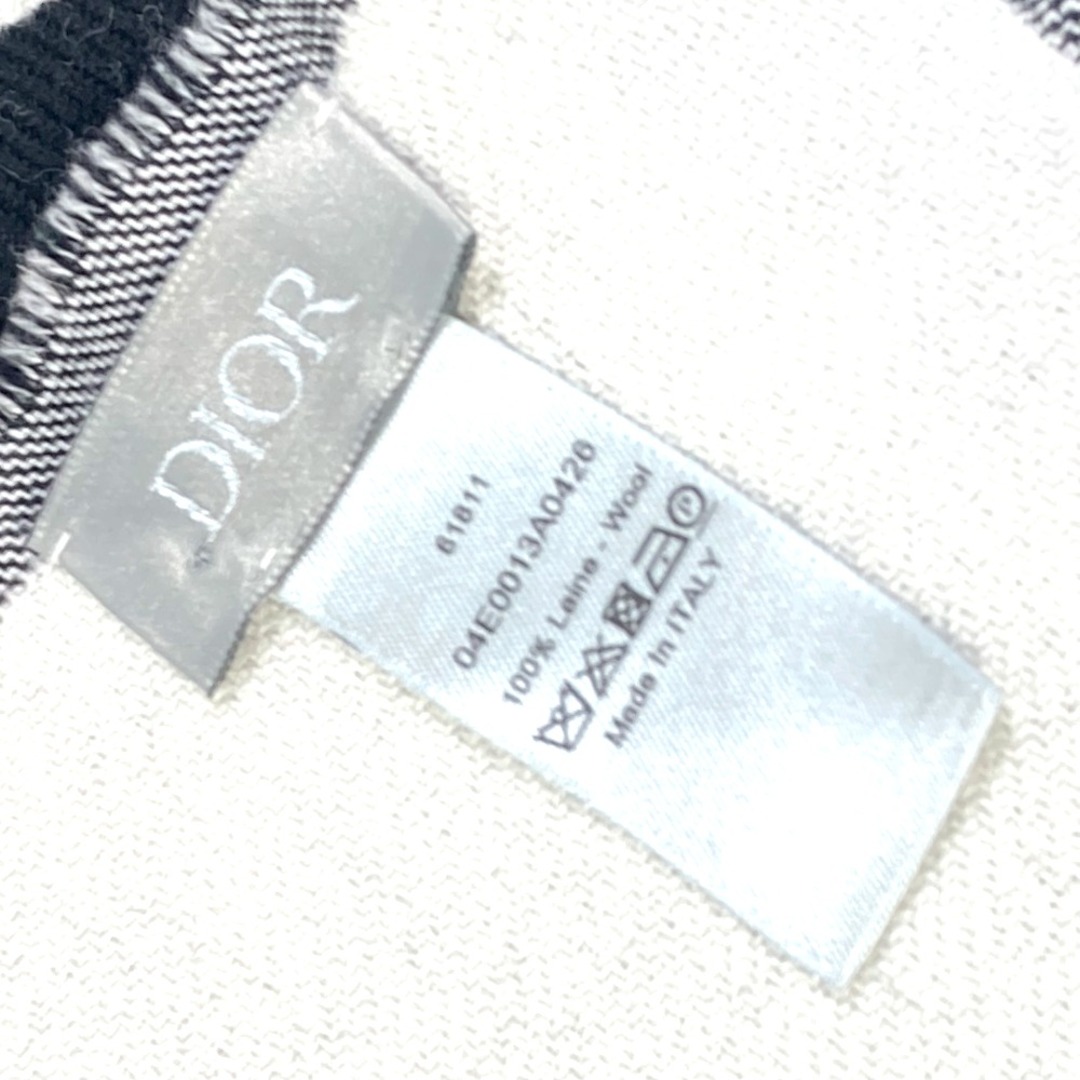 DIOR
61811
04E0013A0426
100% Laine - Wool
Made In ITALY